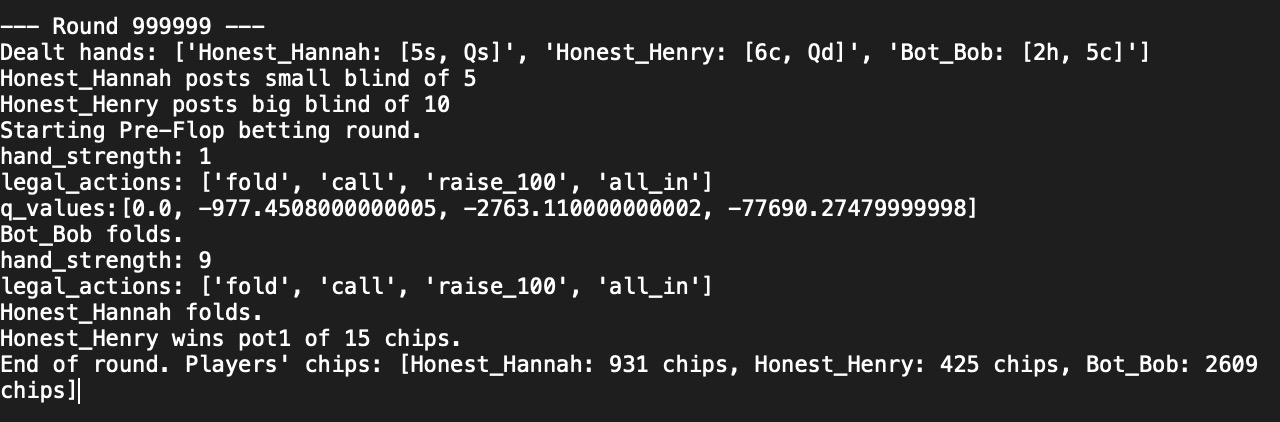 --- Round 999999 ---
Dealt hands: ['Honest_Hannah: [5s, Qs]', 'Honest_Henry: [6c, Qd]', 'Bot_Bob: [2h, 5c]']
Honest_Hannah posts small blind of 5
Honest_Henry posts big blind of 10
Starting Pre-Flop betting round.
hand_strength: 1
legal_actions: ['fold', 'call', 'raise_100', 'all_in']
q_values:[0.0, -977.4508000000005, -2763.110000000002, -77690.27479999998]
Bot_Bob folds.
hand_strength: 9
legal_actions: ['fold', 'call', 'raise_100', 'all_in']
Honest_Hannah folds.
Honest_Henry wins pot1 of 15 chips.
End of round. Players' chips: [Honest_Hannah: 931 chips, Honest_Henry: 425 chips, Bot_Bob: 2609
chips]